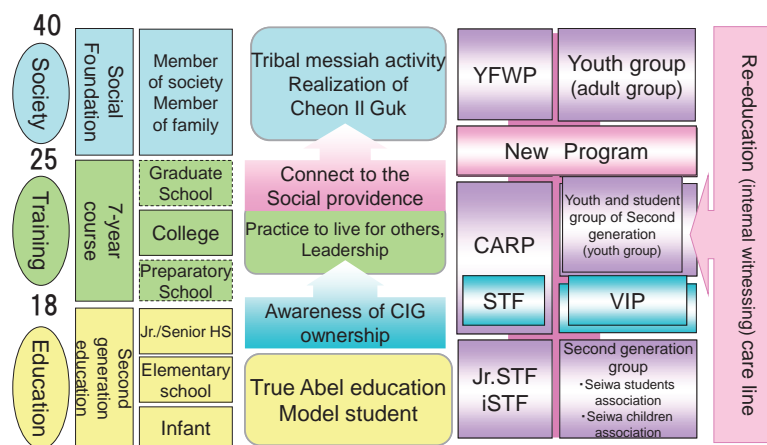 40
Society
25
Training
18
Education
Social
Foundation
7-year
course
Second
generation
education
Member
of society
Member
of family
Graduate
School
College
Preparatory
School
Jr./Senior HS
Elementary
school
Infant
Tribal messiah activity
Realization of
Cheon Il Guk
Connect to the
Social providence
Practice to live for others,
Leadership
Awareness of CIG
ownership
True Abel education
Model student
YFWP
Youth group
(adult group)
New Program
CARP
Youth and student
group of Second
generation
(youth group)
STF
VIP
Jr.STF
iSTF
Second generation
group
・Seiwa students
association
・Seiwa children
association
Re-education (internal witnessing) care line